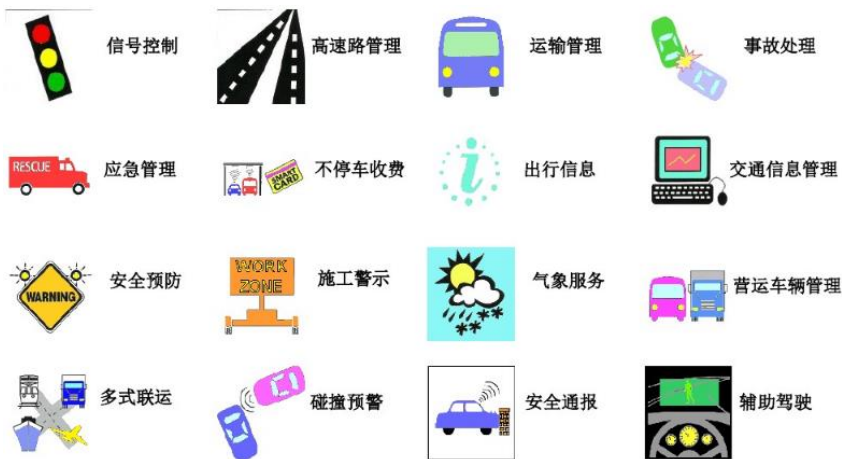 信号控制
高速路管理
运输管理
事故处理
RESCUE
应急管理
SMART
CARD
不停车收费
i
出行信息
交通信息管理
WARNING
安全预防
WORK
ZONE
施工警示
气象服务
营运车辆管理
多式联运
碰撞预警
安全通报
辅助驾驶